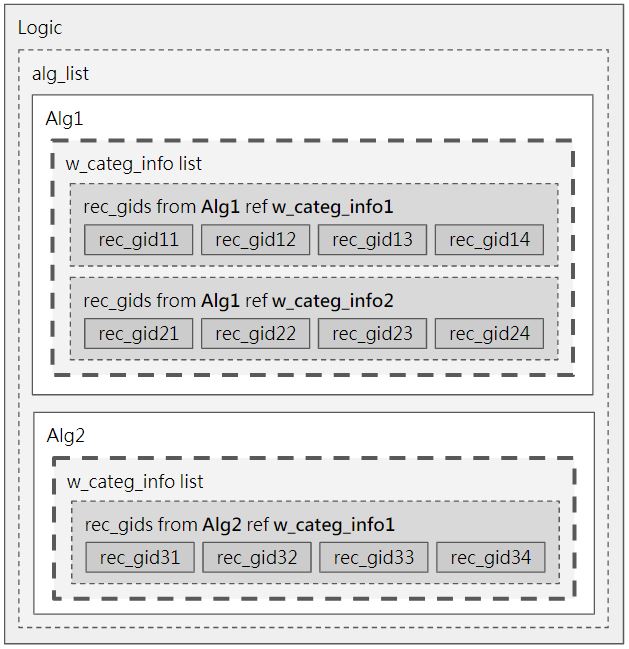 Logic
alg_list
Alg1
w_categ_info list
rec_gids from Alg1 ref w_categ_info1
rec_gid11 rec_gid12 rec_gid13 rec_gid14
rec_gids from Alg1 ref w_categ_info2
rec_gid21 rec_gid22 rec_gid23 rec_gid24
Alg2
w_categ_info list
rec_gids from Alg2 ref w_categ_info1
rec_gid31 rec_gid32 rec_gid33 rec_gid34